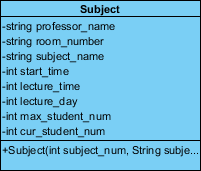 Subject
-string professor_name
-string room_number
-string subject_name
-int start_time
-int lecture_time
-int lecture_day
-int max_student_num
-int cur_student_num
+Subject(int subject_num, String subje...